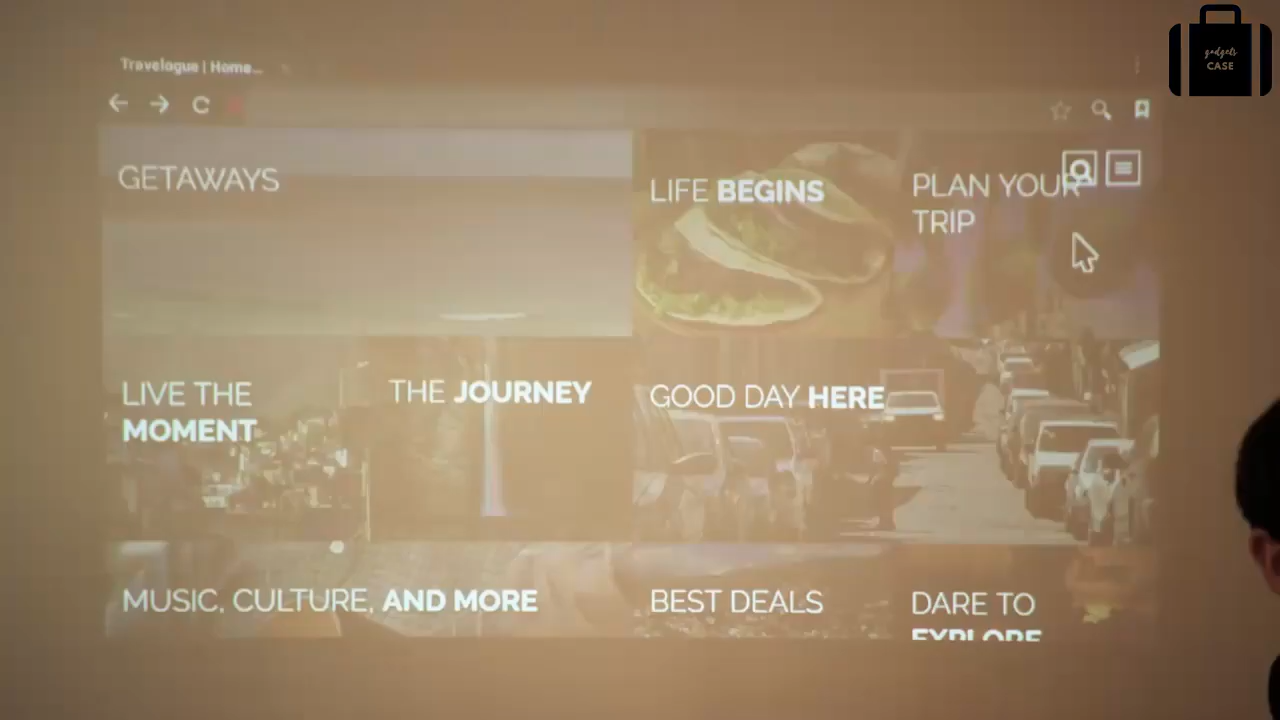 gadgets
CASE
Travelogue | Home...
GETAWAYS
LIFE BEGINS
PLAN YOUR
TRIP
LIVE THE
MOMENT
THE JOURNEY
GOOD DAY HERE
MUSIC, CULTURE, AND MORE
BEST DEALS
DARE TO
EXPLORE